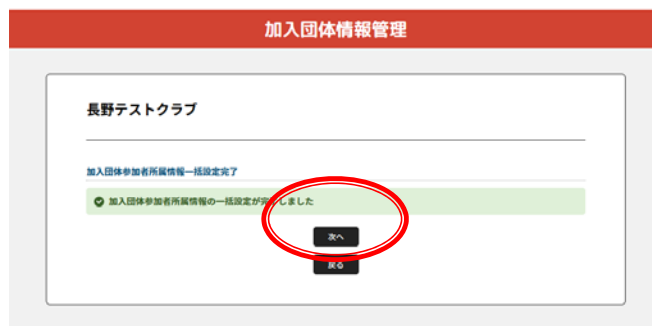 加入団体情報管理
長野テストクラブ
加入団体参加者所属情報一括設定完了
加入団体参加者所属情報の一括設定が完了しました
次へ
戻る